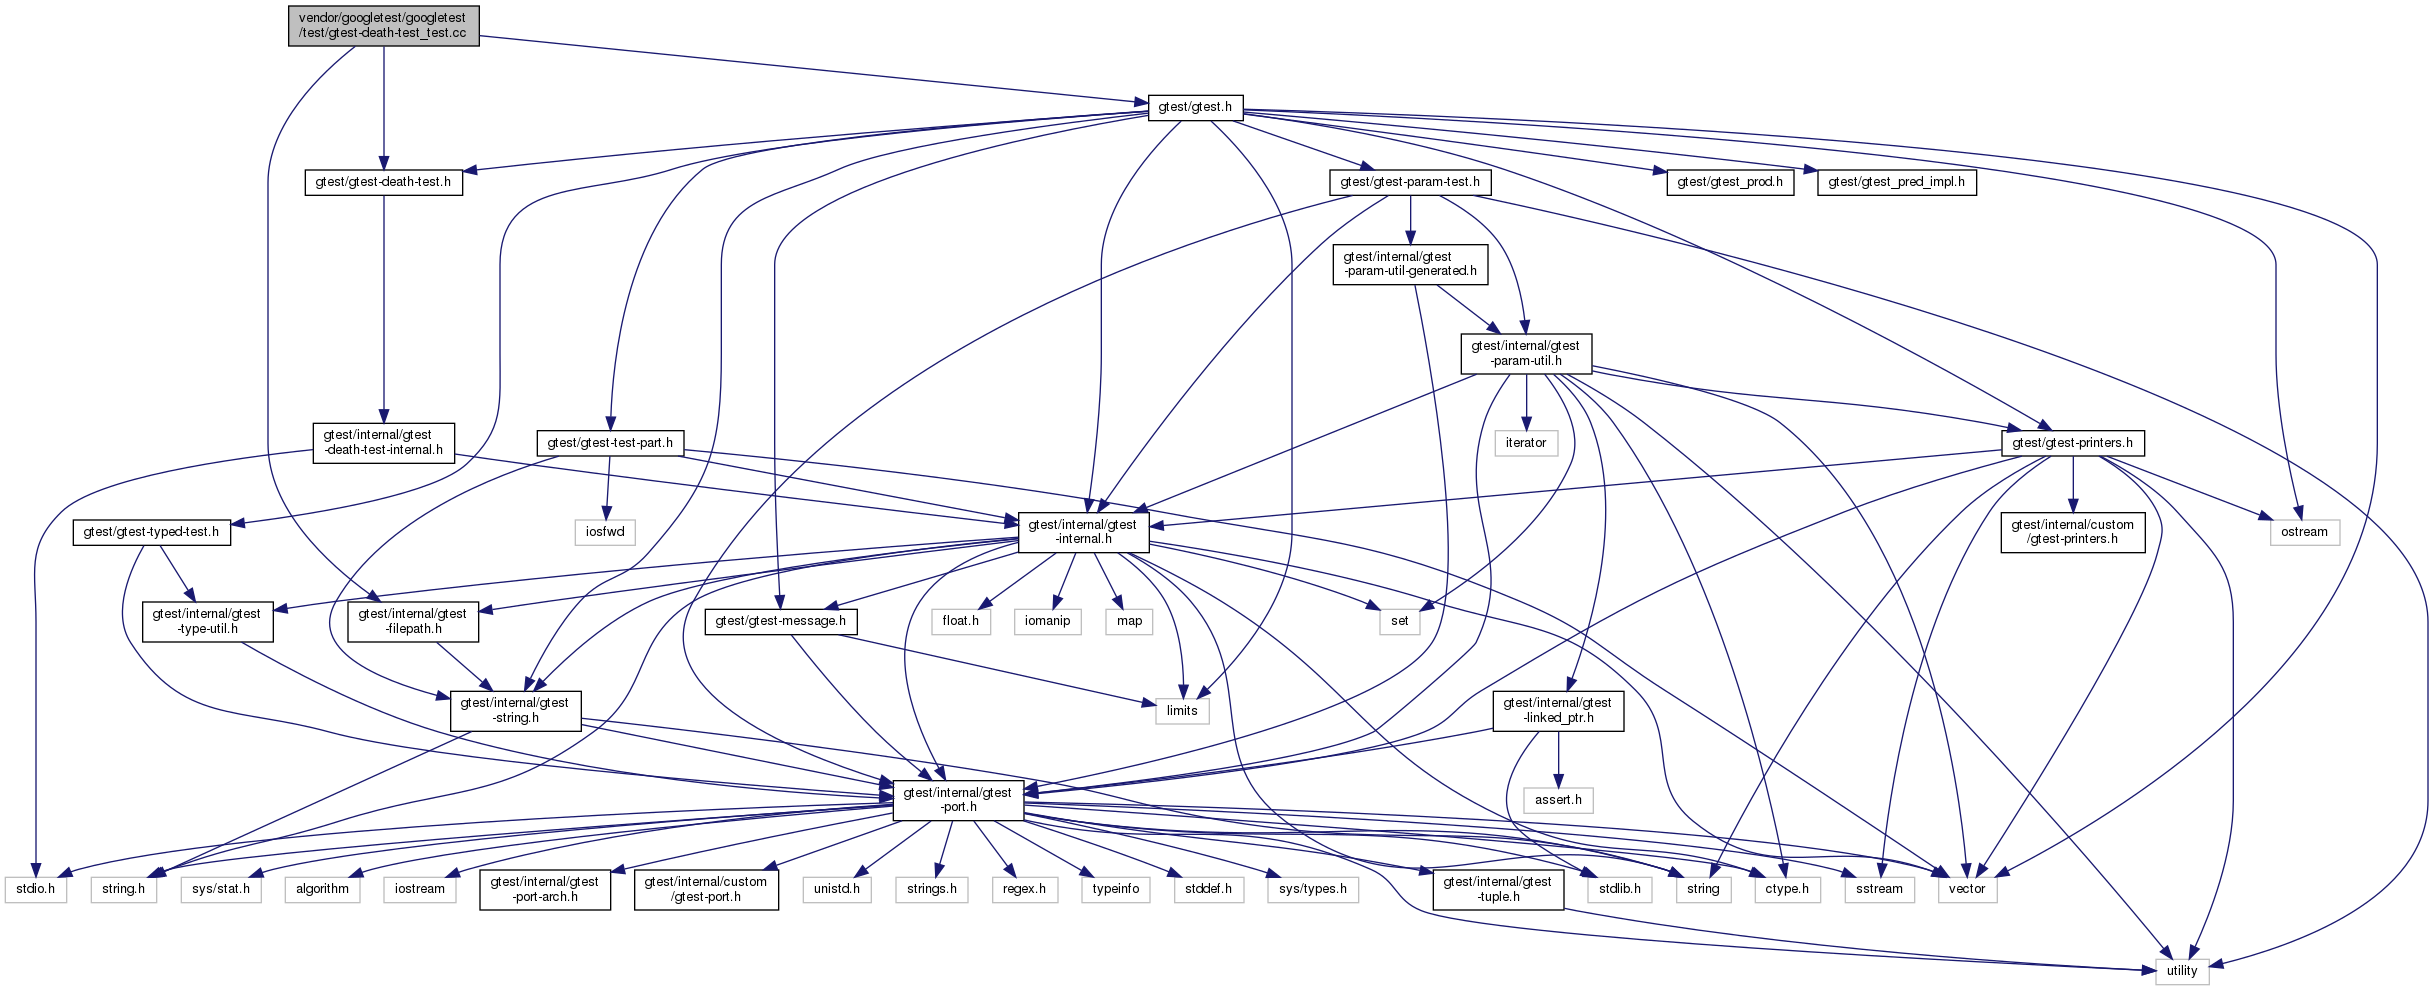 vendor/googletest/googletest
/test/gtest-death-test_test.cc
gtest/gtest.h
gtest/gtest-death-test.h
gtest/gtest-param-test.h
gtest/gtest_prod.h
gtest/gtest_pred_impl.h
gtest/internal/gtest
-param-util-generated.h
gtest/internal/gtest
-param-util.h
gtest/internal/gtest
-death-test-internal.h
gtest/gtest-test-part.h
iterator
gtest/gtest-printers.h
gtest/gtest-typed-test.h
iosfwd
gtest/internal/gtest
-internal.h
gtest/internal/custom
/gtest-printers.h
ostream
gtest/internal/gtest
-type-util.h
gtest/internal/gtest
-filepath.h
gtest/gtest-message.h
float.h
iomanip
map
set
gtest/internal/gtest
-string.h
limits
gtest/internal/gtest
-linked_ptr.h
gtest/internal/gtest
-port.h
assert.h
stdio.h
string.h
sys/stat.h
algorithm
iostream
gtest/internal/gtest
-port-arch.h
gtest/internal/custom
/gtest-port.h
unistd.h
strings.h
regex.h
typeinfo
stddef.h
sys/types.h
gtest/internal/gtest
-tuple.h
stdlib.h
string
ctype.h
sstream
vector
utility